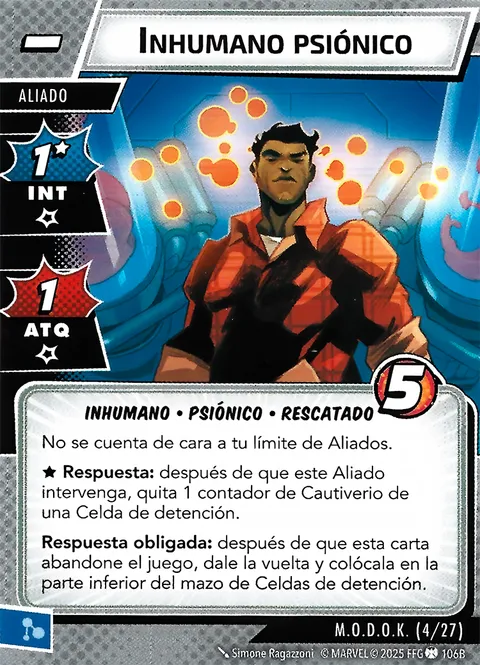 INHUMANO PSIÓNICO
ALIADO
1
INT
1
ATQ
5
INHUMANO • PSIÓNICO • RESCATADO
No se cuenta de cara a tu límite de Aliados.
★ Respuesta: después de que este Aliado
intervenga, quita 1 contador de Cautiverio de
una Celda de detención.
Respuesta obligada: después de que esta carta
abandone el juego, dale la vuelta y colócala en la
parte inferior del mazo de Celdas de detención.
M.O.D.O.K. (4/27)
Simone Ragazzoni © MARVEL © 2025 FFG 106B